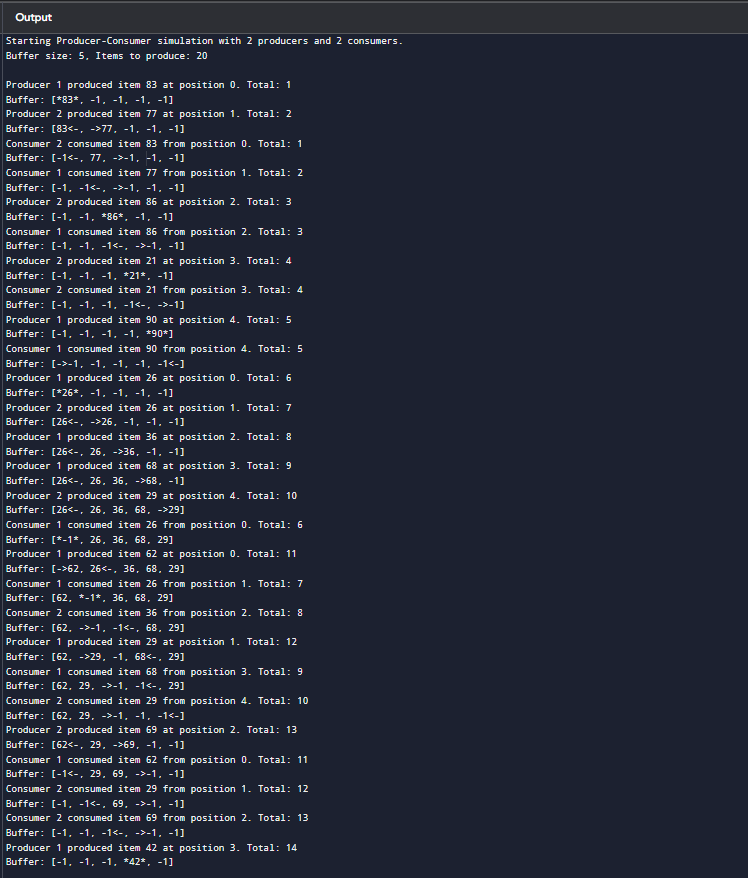 Output
Starting Producer-Consumer simulation with 2 producers and 2 consumers.
Buffer size: 5, Items to produce: 20
Producer 1 produced item 83 at position 0. Total: 1
Buffer: [*83*, -1, -1, -1, -1]
Producer 2 produced item 77 at position 1. Total: 2
Buffer: [83<-, ->77, -1, -1, -1]
Consumer 2 consumed item 83 from position 0. Total: 1
Buffer: [-1<-, 77, ->-1, -1, -1]
Consumer 1 consumed item 77 from position 1. Total: 2
Buffer: [-1, -1<-, ->-1, -1, -1]
Producer 2 produced item 86 at position 2. Total: 3
Buffer: [-1, -1, *86*, -1, -1]
Consumer 1 consumed item 86 from position 2. Total: 3
Buffer: [-1, -1, -1<-, ->-1, -1]
Producer 2 produced item 21 at position 3. Total: 4
Buffer: [-1, -1, -1, *21*, -1]
Consumer 2 consumed item 21 from position 3. Total: 4
Buffer: [-1, -1, -1, -1<-, ->-1]
Producer 1 produced item 90 at position 4. Total: 5
Buffer: [-1, -1, -1, -1, *90*]
Consumer 1 consumed item 90 from position 4. Total: 5
Buffer: [->-1, -1, -1, -1, -1<-]
Producer 1 produced item 26 at position 0. Total: 6
Buffer: [*26*, -1, -1, -1, -1]
Producer 2 produced item 26 at position 1. Total: 7
Buffer: [26<-, ->26, -1, -1, -1]
Producer 1 produced item 36 at position 2. Total: 8
Buffer: [26<-, 26, ->36, -1, -1]
Producer 1 produced item 68 at position 3. Total: 9
Buffer: [26<-, 26, 36, ->68, -1]
Producer 2 produced item 29 at position 4. Total: 10
Buffer: [26<-, 26, 36, 68, ->29]
Consumer 1 consumed item 26 from position 0. Total: 6
Buffer: [*-1*, 26, 36, 68, 29]
Producer 1 produced item 62 at position 0. Total: 11
Buffer: [->62, 26<-, 36, 68, 29]
Consumer 1 consumed item 26 from position 1. Total: 7
Buffer: [62, *-1*, 36, 68, 29]
Consumer 2 consumed item 36 from position 2. Total: 8
Buffer: [62, ->-1, -1<-, 68, 29]
Producer 1 produced item 29 at position 1. Total: 12
Buffer: [62, ->29, -1, 68<-, 29]
Consumer 1 consumed item 68 from position 3. Total: 9
Buffer: [62, 29, ->-1, -1<-, 29]
Consumer 2 consumed item 29 from position 4. Total: 10
Buffer: [62, 29, ->-1, -1, -1<-]
Producer 2 produced item 69 at position 2. Total: 13
Buffer: [62<-, 29, ->69, -1, -1]
Consumer 1 consumed item 62 from position 0. Total: 11
Buffer: [-1<-, 29, 69, ->-1, -1]
Consumer 2 consumed item 29 from position 1. Total: 12
Buffer: [-1, -1<-, 69, ->-1, -1]
Consumer 2 consumed item 69 from position 2. Total: 13
Buffer: [-1, -1, -1<-, ->-1, -1]
Producer 1 produced item 42 at position 3. Total: 14
Buffer: [-1, -1, -1, *42*, -1]